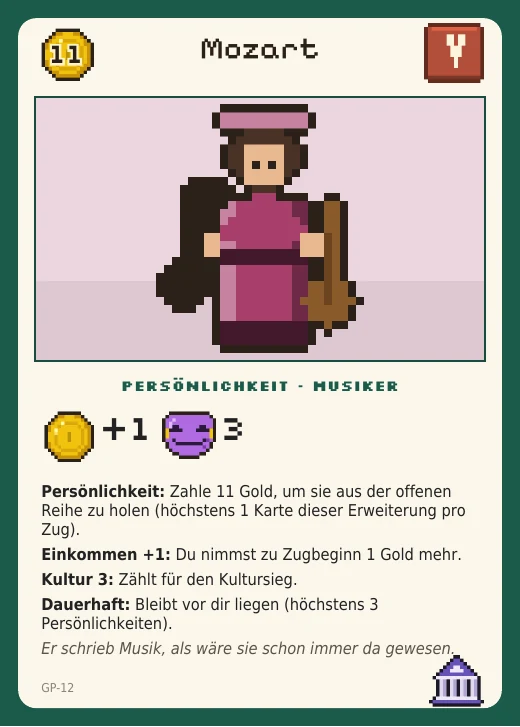 11 Mozart
PERSÖNLICHKEIT - MUSIKER
+1 3
Persönlichkeit: Zahle 11 Gold, um sie aus der offenen
Reihe zu holen (höchstens 1 Karte dieser Erweiterung pro
Zug).
Einkommen +1: Du nimmst zu Zugbeginn 1 Gold mehr.
Kultur 3: Zählt für den Kultursieg.
Dauerhaft: Bleibt vor dir liegen (höchstens 3
Persönlichkeiten).
Er schrieb Musik, als wäre sie schon immer da gewesen.
GP-12